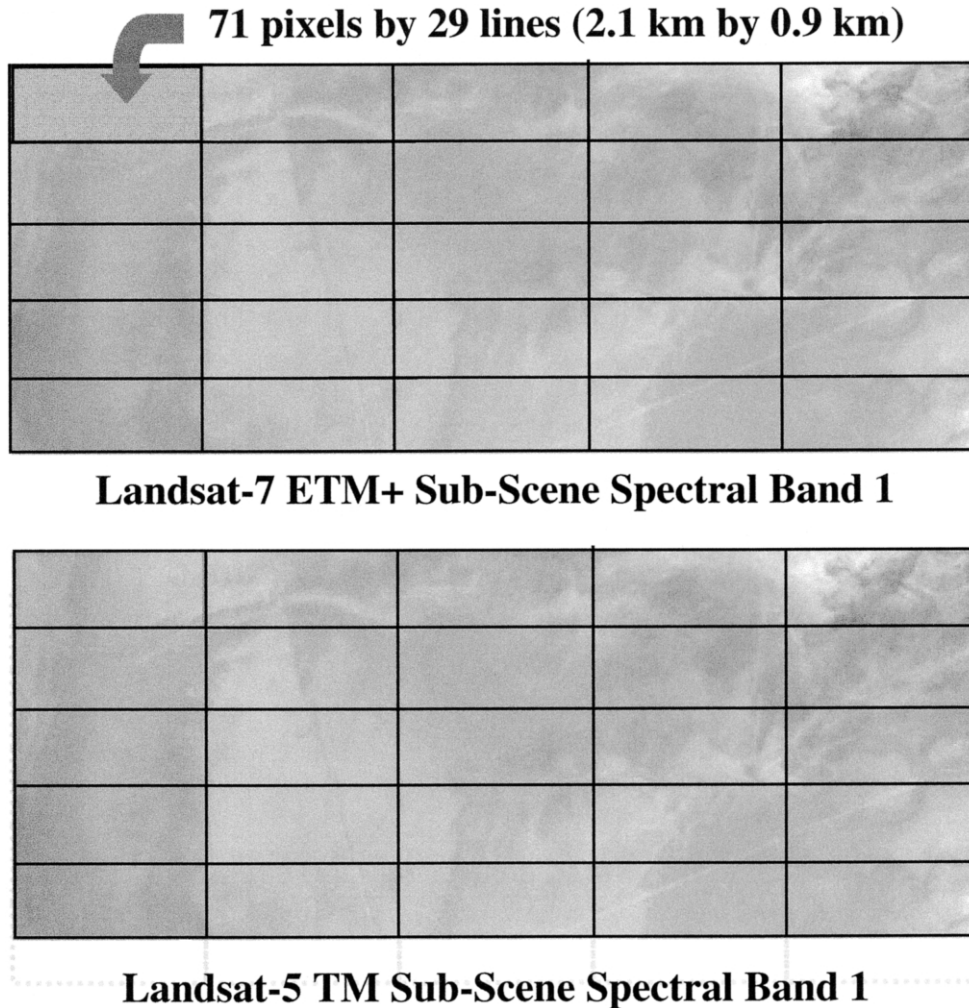 71 pixels by 29 lines (2.1 km by 0.9 km)
Landsat-7 ETM+ Sub-Scene Spectral Band 1
Landsat-5 TM Sub-Scene Spectral Band 1